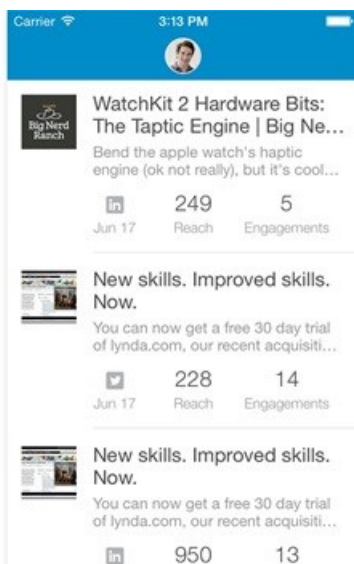 Carrier 3:13 PM
Big Nerd
Ranch
WatchKit 2 Hardware Bits:
The Taptic Engine | Big Ne...
Bend the apple watch's haptic
engine (ok not really), but it's cool...
in 249 5
Jun 17 Reach Engagements
New skills. Improved skills.
Now.
You can now get a free 30 day trial
of lynda.com, our recent acquisiti...
228 14
Jun 17 Reach Engagements
New skills. Improved skills.
Now.
You can now get a free 30 day trial
of lynda.com, our recent acquisiti...
in 950 13